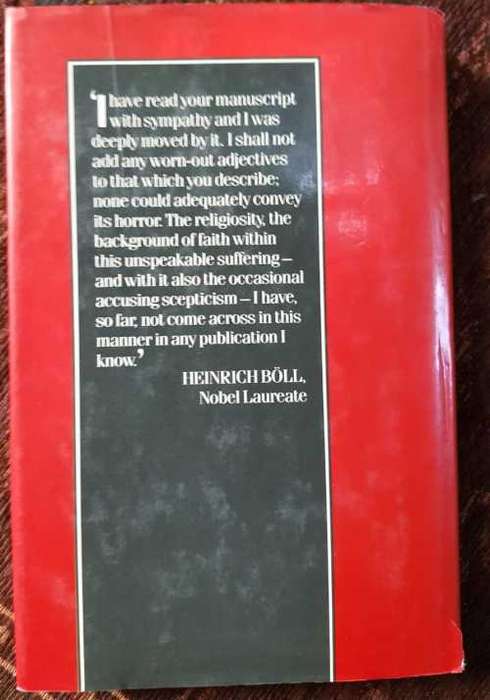 'I have read your manuscript
with sympathy and I was
deeply moved by it. I shall not
add any worn-out adjectives
to that which you describe;
none could adequately convey
its horror. The religiosity, the
background of faith within
this unspeakable suffering –
and with it also the occasional
accusing scepticism – I have,
so far, not come across in this
manner in any publication I
know.'
HEINRICH BÖLL,
Nobel Laureate